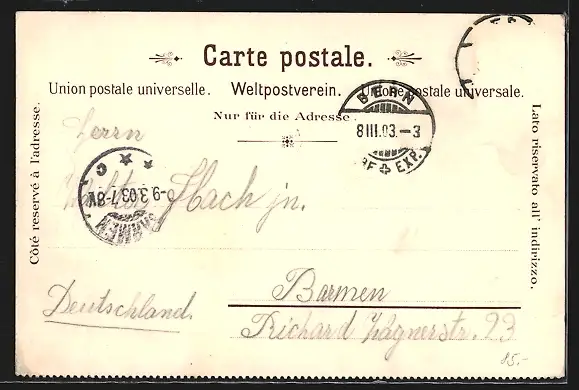 Carte postale.
Union postale universelle. Weltpostverein. Unione postale universale.
Nur für die Adresse.
Côté reservé à l'adresse.
Lato riservato all' indirizzo.
BERN
8 III.03.–3
EXP.
Herrn
Hach jn.
BARMEN
9.3.03.7-8V
C
Barmen
Deutschland.
Richard Wagnerstr. 23
15.-